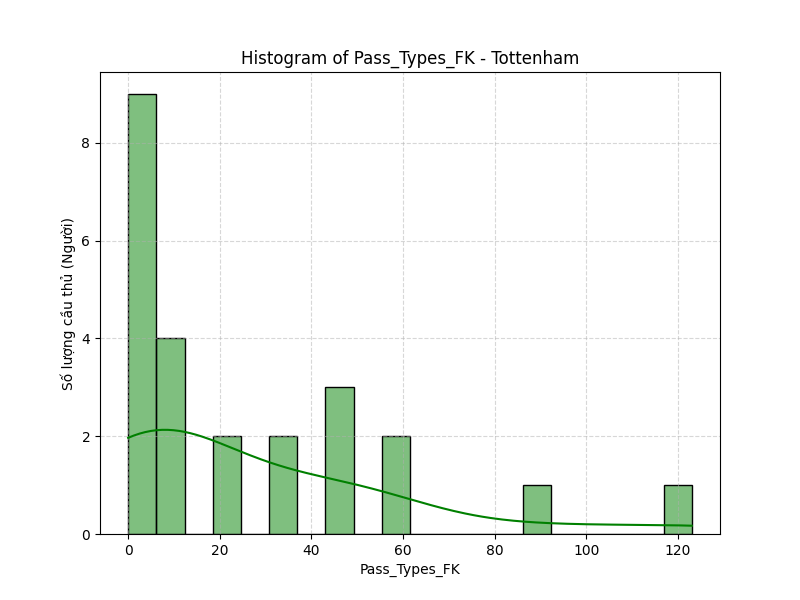 Histogram of Pass_Types_FK - Tottenham
Số lượng cầu thủ (Người)
8
6
4
2
0
0 20 40 60 80 100 120
Pass_Types_FK